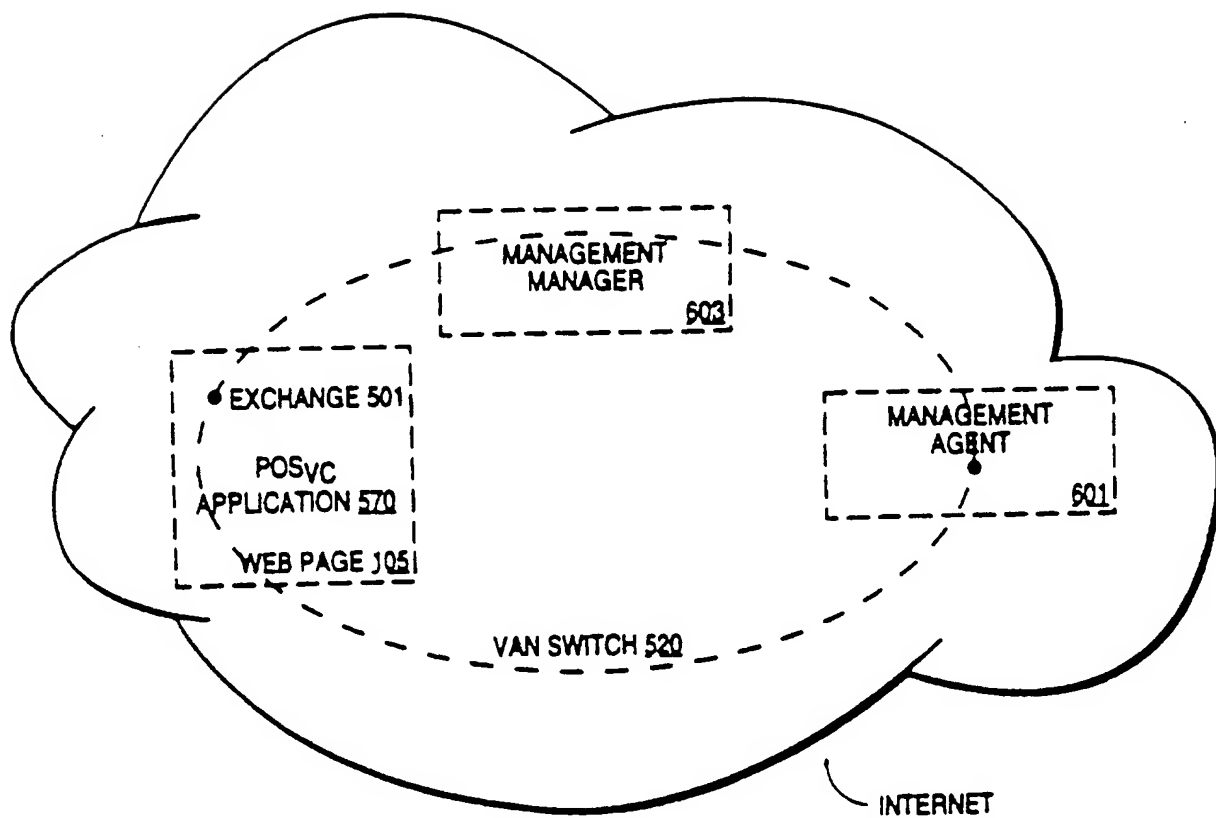 MANAGEMENT
MANAGER
603
EXCHANGE 501
POSVC
APPLICATION 570
WEB PAGE 105
MANAGEMENT
AGENT
601
VAN SWITCH 520
INTERNET